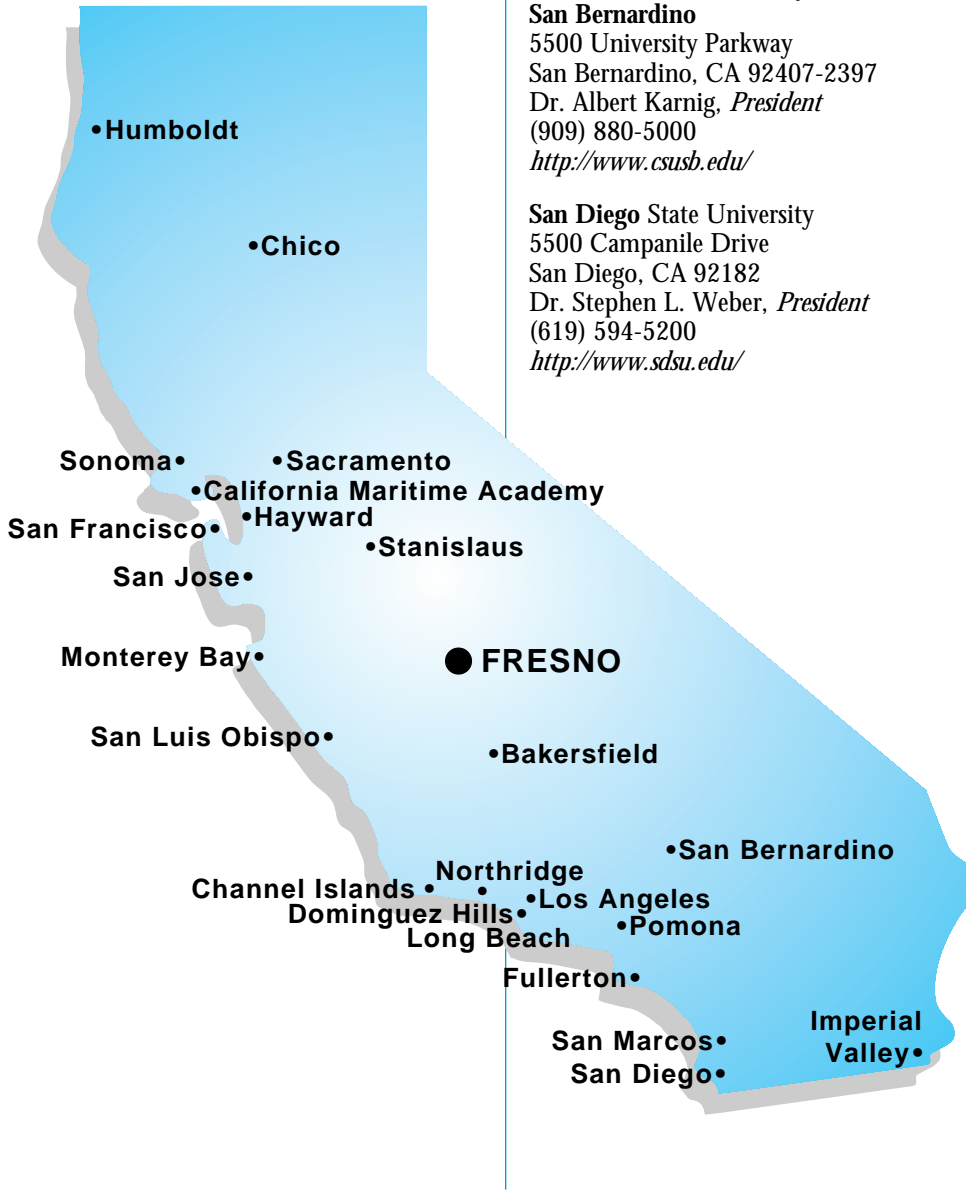 San Bernardino
5500 University Parkway
San Bernardino, CA 92407-2397
Dr. Albert Karnig, President
(909) 880-5000
http://www.csusb.edu/
San Diego State University
5500 Campanile Drive
San Diego, CA 92182
Dr. Stephen L. Weber, President
(619) 594-5200
http://www.sdsu.edu/
•Humboldt
•Chico
Sonoma•
•Sacramento
•California Maritime Academy
•Hayward
San Francisco•
•Stanislaus
San Jose•
Monterey Bay•
● FRESNO
San Luis Obispo•
•Bakersfield
•San Bernardino
Northridge
•
Channel Islands •
•Los Angeles
Dominguez Hills•
•Pomona
Long Beach
Fullerton•
Imperial
Valley•
San Marcos•
San Diego•